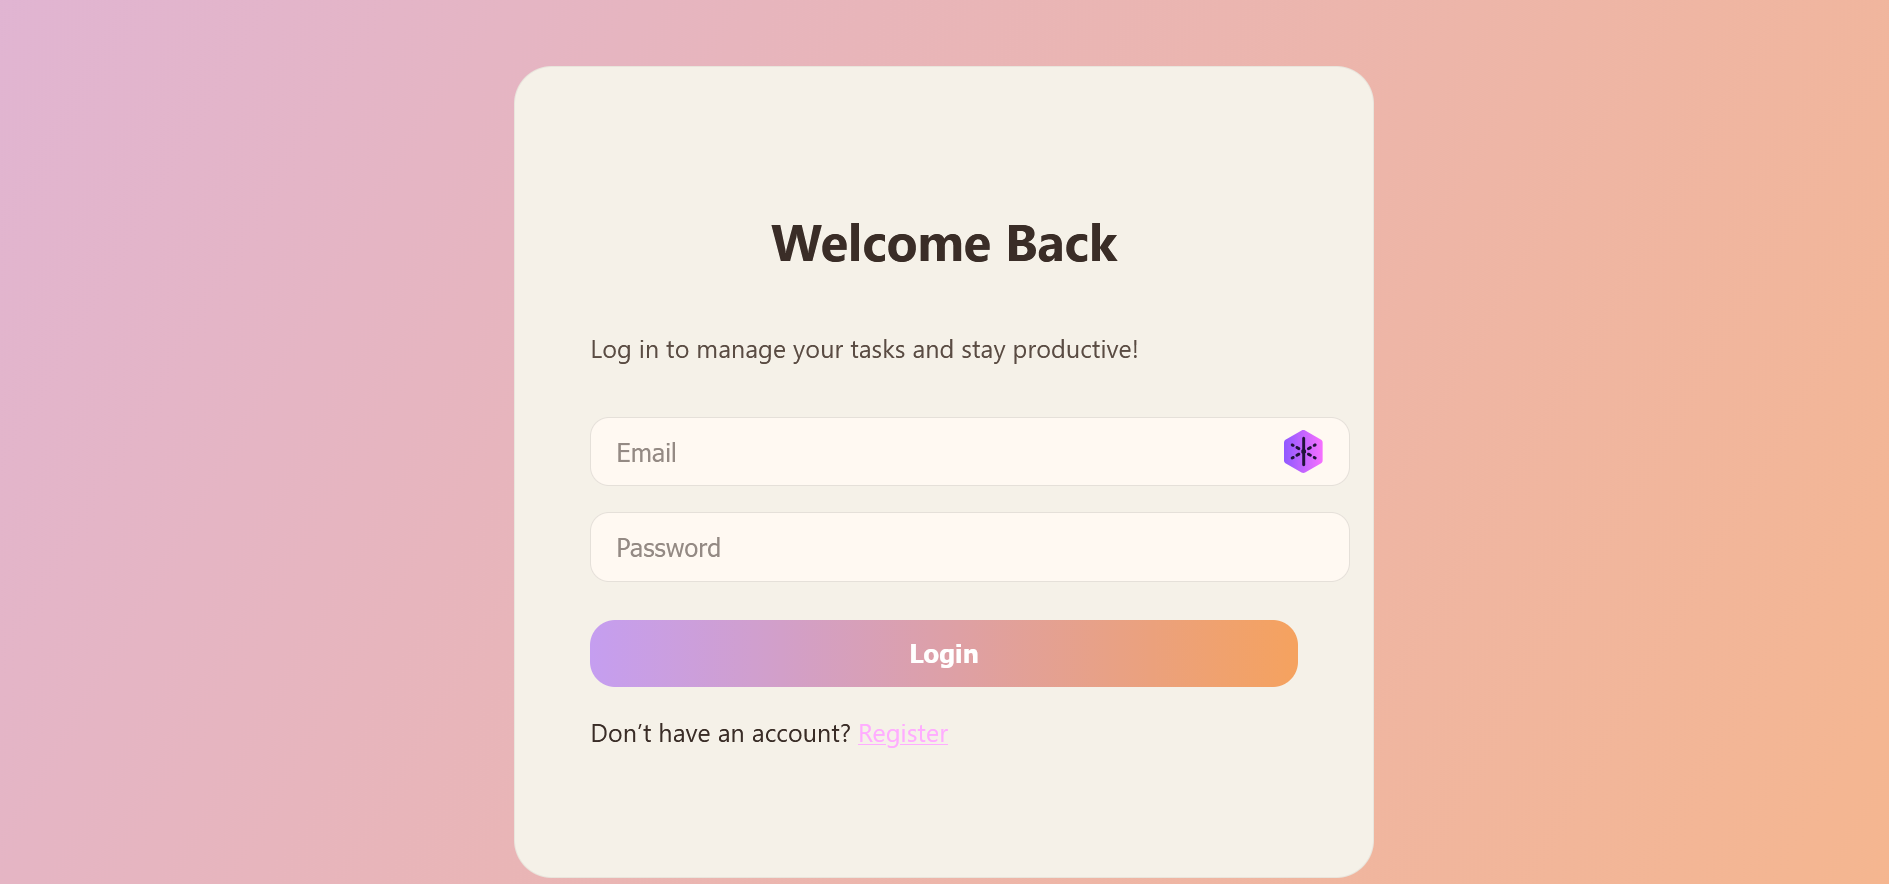 Welcome Back
Log in to manage your tasks and stay productive!
Email
Password
Login
Don’t have an account? Register